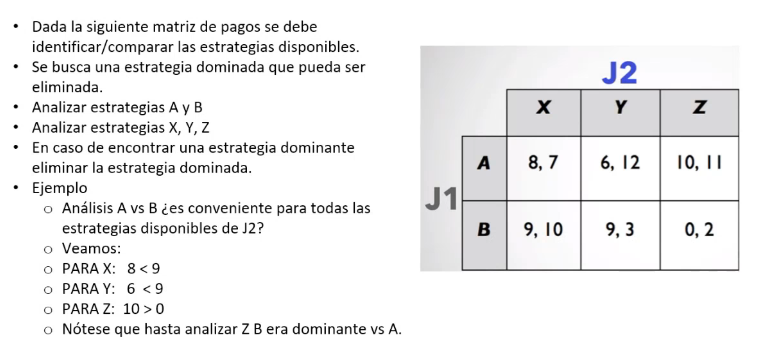 • Dada la siguiente matriz de pagos se debe
identificar/comparar las estrategias disponibles.
• Se busca una estrategia dominada que pueda ser
eliminada.
• Analizar estrategias A y B
• Analizar estrategias X, Y, Z
• En caso de encontrar una estrategia dominante
eliminar la estrategia dominada.
• Ejemplo
o Análisis A vs B ¿es conveniente para todas las
estrategias disponibles de J2?
o Veamos:
o PARA X: 8 < 9
o PARA Y: 6 < 9
o PARA Z: 10 > 0
o Nótese que hasta analizar Z B era dominante vs A.
J2
X Y Z
J1
A 8, 7 6, 12 10, 11
B 9, 10 9, 3 0, 2